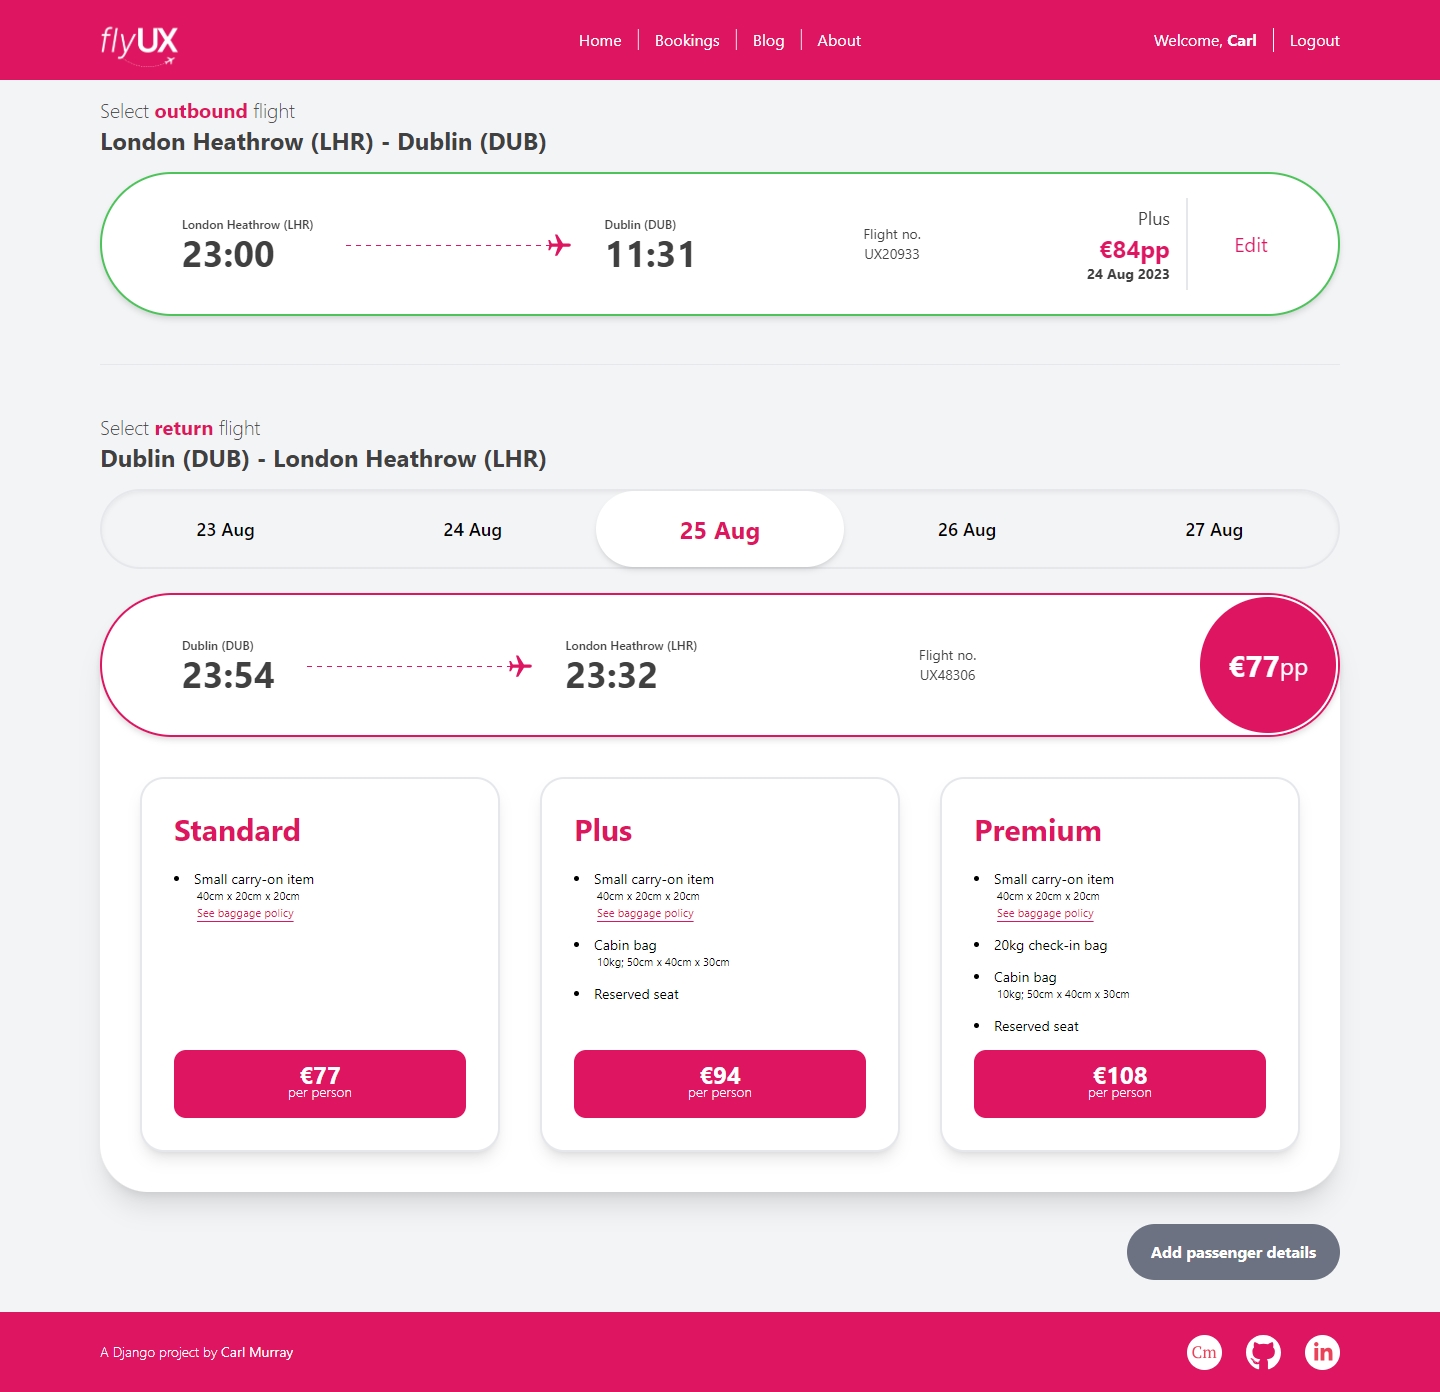 flyUX
Home
Bookings
Blog
About
Welcome, Carl
Logout
Select outbound flight
London Heathrow (LHR) - Dublin (DUB)
London Heathrow (LHR)
23:00
Dublin (DUB)
11:31
Flight no.
UX20933
Plus
€84pp
24 Aug 2023
Edit
Select return flight
Dublin (DUB) - London Heathrow (LHR)
23 Aug
24 Aug
25 Aug
26 Aug
27 Aug
Dublin (DUB)
23:54
London Heathrow (LHR)
23:32
Flight no.
UX48306
€77pp
Standard
Small carry-on item
40cm x 20cm x 20cm
See baggage policy
€77
per person
Plus
Small carry-on item
40cm x 20cm x 20cm
See baggage policy
Cabin bag
10kg; 50cm x 40cm x 30cm
Reserved seat
€94
per person
Premium
Small carry-on item
40cm x 20cm x 20cm
See baggage policy
20kg check-in bag
Cabin bag
10kg; 50cm x 40cm x 30cm
Reserved seat
€108
per person
Add passenger details
A Django project by Carl Murray
Cm
in